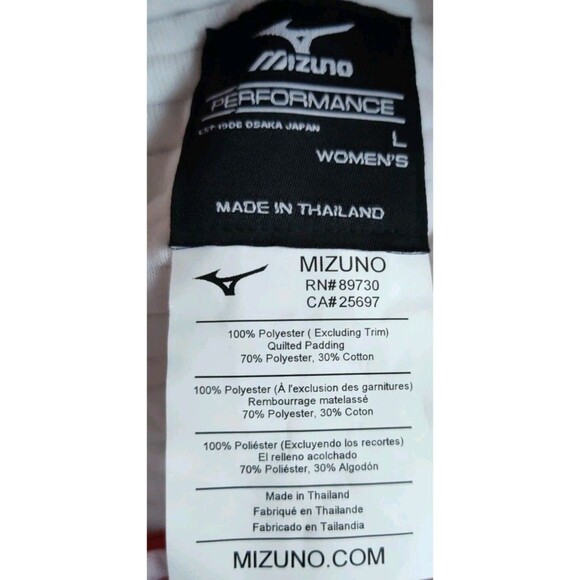 MIZUNO
PERFORMANCE
EST 1906 OSAKA JAPAN
L
WOMEN'S
MADE IN THAILAND
MIZUNO
RN# 89730
CA# 25697
100% Polyester ( Excluding Trim)
Quilted Padding
70% Polyester, 30% Cotton
100% Polyester (À l'exclusion des garnitures)
Rembourrage matelassé
70% Polyester, 30% Coton
100% Poliéster (Excluyendo los recortes)
El relleno acolchado
70% Poliéster, 30% Algodón
Made in Thailand
Fabriqué en Thaïlande
Fabricado en Tailandia
MIZUNO.COM